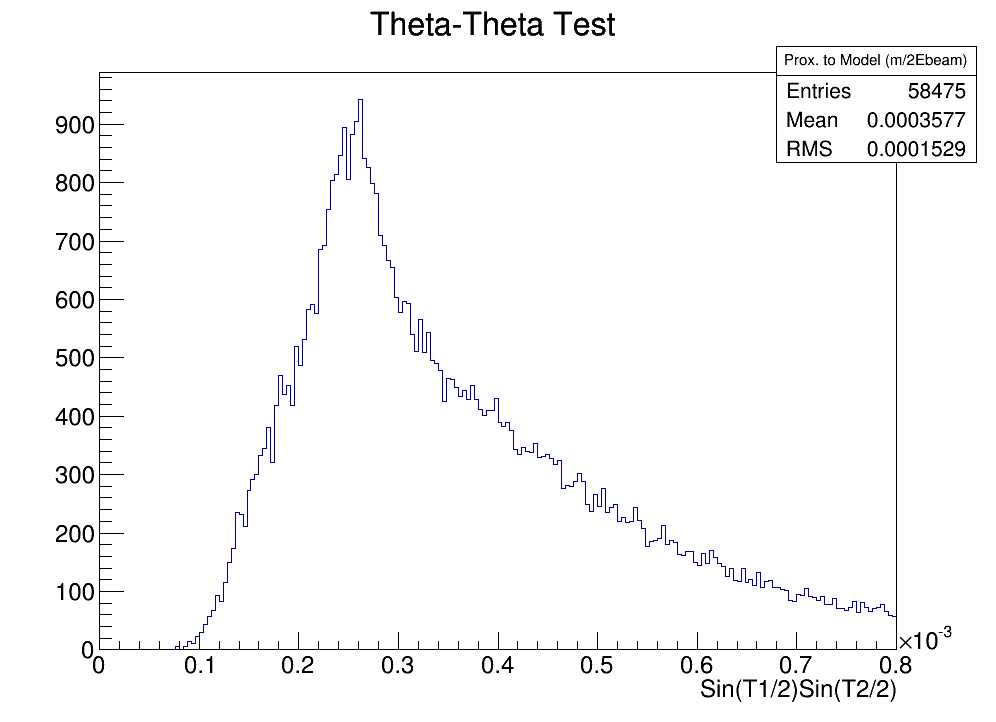 Theta-Theta Test
Prox. to Model (m/2Ebeam)
Entries 58475
Mean 0.0003577
RMS 0.0001529
900
800
700
600
500
400
300
200
100
0
0 0.1 0.2 0.3 0.4 0.5 0.6 0.7 0.8
×10-3
Sin(T1/2)Sin(T2/2)